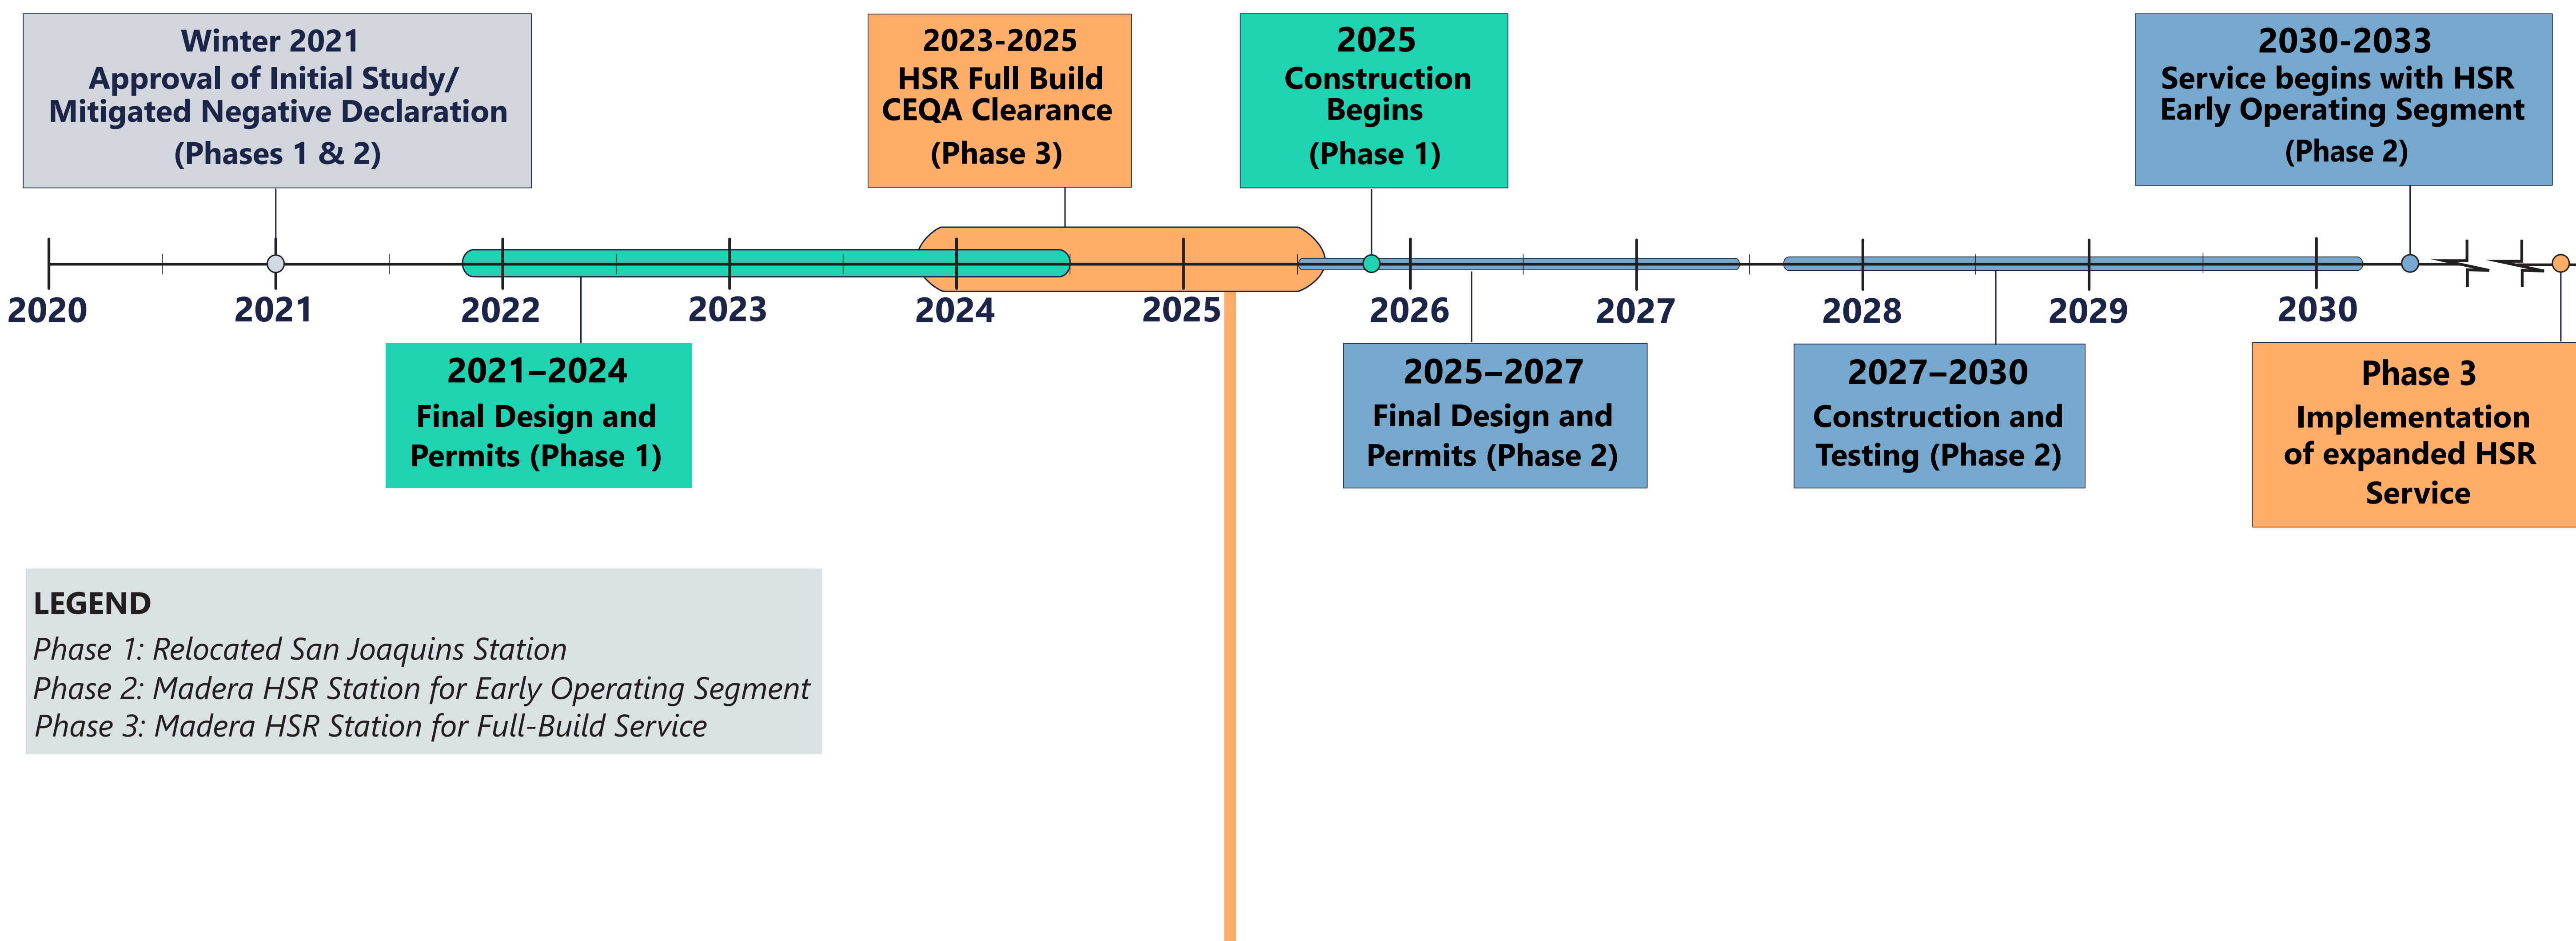 Winter 2021
Approval of Initial Study/
Mitigated Negative Declaration
(Phases 1 & 2)
2023-2025
HSR Full Build
CEQA Clearance
(Phase 3)
2025
Construction
Begins
(Phase 1)
2030-2033
Service begins with HSR
Early Operating Segment
(Phase 2)
2020
2021
2022
2023
2024
2025
2026
2027
2028
2029
2030
2021–2024
Final Design and
Permits (Phase 1)
2025–2027
Final Design and
Permits (Phase 2)
2027–2030
Construction and
Testing (Phase 2)
Phase 3
Implementation
of expanded HSR
Service
LEGEND
Phase 1: Relocated San Joaquins Station
Phase 2: Madera HSR Station for Early Operating Segment
Phase 3: Madera HSR Station for Full-Build Service